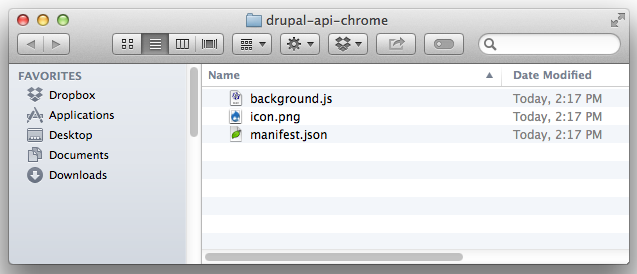 drupal-api-chrome
FAVORITES
Dropbox
Applications
Desktop
Documents
Downloads
Name Date Modified
background.js Today, 2:17 PM
icon.png Today, 2:17 PM
manifest.json Today, 2:17 PM